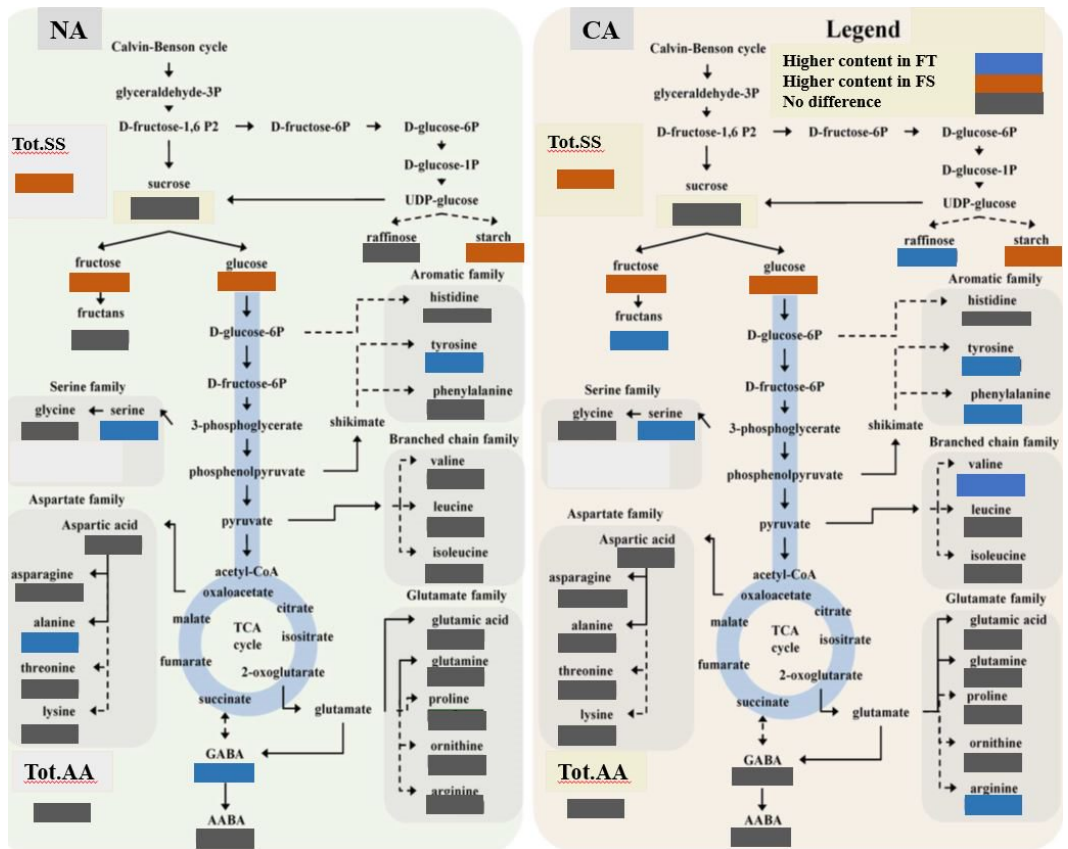 NA
Calvin-Benson cycle
glyceraldehyde-3P
D-fructose-1,6 P2
D-fructose-6P
D-glucose-6P
Tot.SS
D-glucose-1P
sucrose
UDP-glucose
raffinose
starch
fructose
glucose
Aromatic family
histidine
fructans
D-glucose-6P
tyrosine
D-fructose-6P
phenylalanine
Serine family
glycine
serine
3-phosphoglycerate
shikimate
Branched chain family
valine
phosphenolpyruvate
Aspartate family
leucine
Aspartic acid
pyruvate
isoleucine
asparagine
acetyl-CoA
oxaloacetate
Glutamate family
alanine
malate
citrate
glutamic acid
TCA
cycle
isositrate
threonine
fumarate
2-oxoglutarate
glutamine
lysine
succinate
glutamate
proline
ornithine
GABA
Tot.AA
arginine
AABA
CA
Legend
Calvin-Benson cycle
Higher content in FT
Higher content in FS
No difference
glyceraldehyde-3P
D-fructose-1,6 P2
D-fructose-6P
D-glucose-6P
Tot.SS
D-glucose-1P
sucrose
UDP-glucose
raffinose
starch
fructose
glucose
Aromatic family
histidine
fructans
D-glucose-6P
tyrosine
D-fructose-6P
phenylalanine
Serine family
glycine
serine
3-phosphoglycerate
shikimate
Branched chain family
valine
phosphenolpyruvate
Aspartate family
leucine
Aspartic acid
pyruvate
isoleucine
asparagine
acetyl-CoA
oxaloacetate
Glutamate family
alanine
malate
citrate
glutamic acid
TCA
cycle
isositrate
threonine
fumarate
2-oxoglutarate
glutamine
lysine
succinate
glutamate
proline
ornithine
GABA
Tot.AA
arginine
AABA